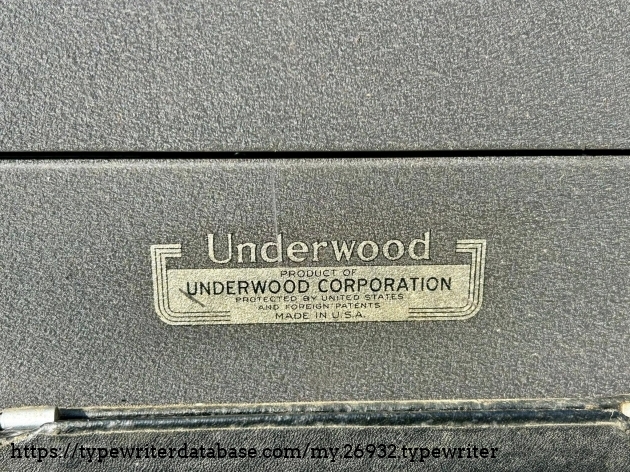 Underwood
PRODUCT OF
UNDERWOOD CORPORATION
PROTECTED BY UNITED STATES
AND FOREIGN PATENTS
MADE IN U.S.A.
https://typewriterdatabase.com/my.26932.typewriter